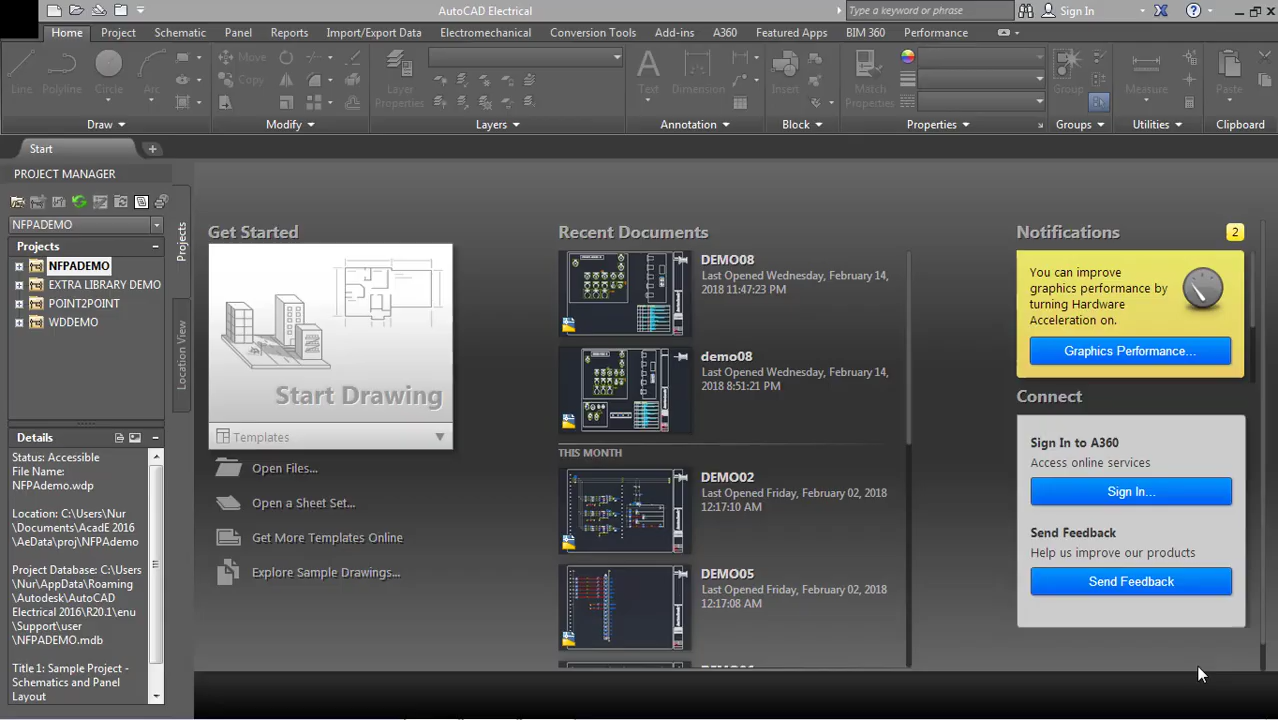 AutoCAD Electrical
Type a keyword or phrase
Sign In
Home
Project
Schematic
Panel
Reports
Import/Export Data
Electromechanical
Conversion Tools
Add-ins
A360
Featured Apps
BIM 360
Performance
Line
Polyline
Circle
Arc
Move
Copy
Layer
Properties
Text
Dimension
Insert
Match
Properties
Group
Measure
Paste
Draw
Modify
Layers
Annotation
Block
Properties
Groups
Utilities
Clipboard
Start
PROJECT MANAGER
NFPADEMO
Projects
NFPADEMO
EXTRA LIBRARY DEMO
POINT2POINT
WDDEMO
Projects
Location View
Details
Status: Accessible
File Name:
NFPAdemo.wdp
Location: C:\Users\Nur
\Documents\AcadE 2016
\AeData\proj\NFPAdemo
Project Database: C:\Users
\Nur\AppData\Roaming
\Autodesk\AutoCAD
Electrical 2016\R20.1\enu
\Support\user
\NFPADEMO.mdb
Title 1: Sample Project -
Schematics and Panel
Layout
Get Started
Start Drawing
Templates
Open Files...
Open a Sheet Set...
Get More Templates Online
Explore Sample Drawings...
Recent Documents
DEMO08
Last Opened Wednesday, February 14,
2018 11:47:23 PM
demo08
Last Opened Wednesday, February 14,
2018 8:51:21 PM
THIS MONTH
DEMO02
Last Opened Friday, February 02, 2018
12:17:10 AM
DEMO05
Last Opened Friday, February 02, 2018
12:17:08 AM
Notifications
2
You can improve
graphics performance by
turning Hardware
Acceleration on.
Graphics Performance...
Connect
Sign In to A360
Access online services
Sign In...
Send Feedback
Help us improve our products
Send Feedback